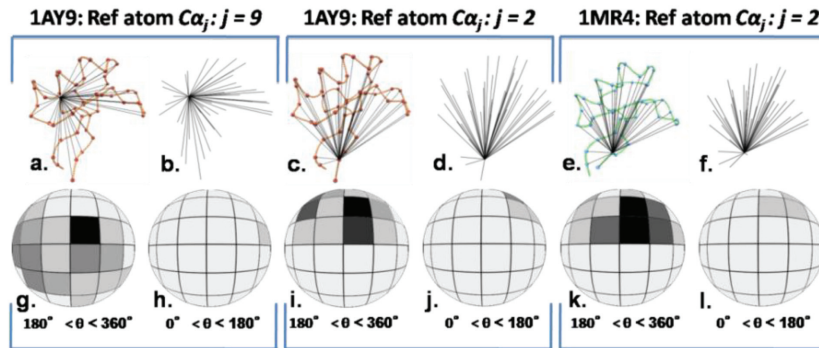 1AY9: Ref atom Cαj: j = 9
1AY9: Ref atom Cαj: j = 2
1MR4: Ref atom Cαj: j = 2
a.
b.
c.
d.
e.
f.
g.
h.
i.
j.
k.
l.
180° < θ < 360°
0° < θ < 180°
180° < θ < 360°
0° < θ < 180°
180° < θ < 360°
0° < θ < 180°